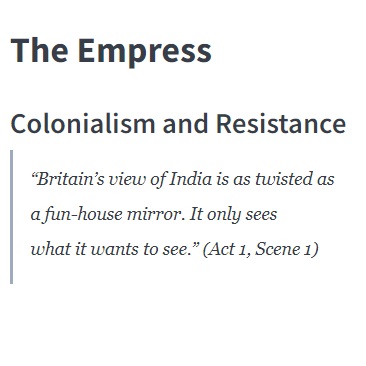 The Empress
Colonialism and Resistance
“Britain’s view of India is as twisted as
a fun-house mirror. It only sees
what it wants to see.” (Act 1, Scene 1)